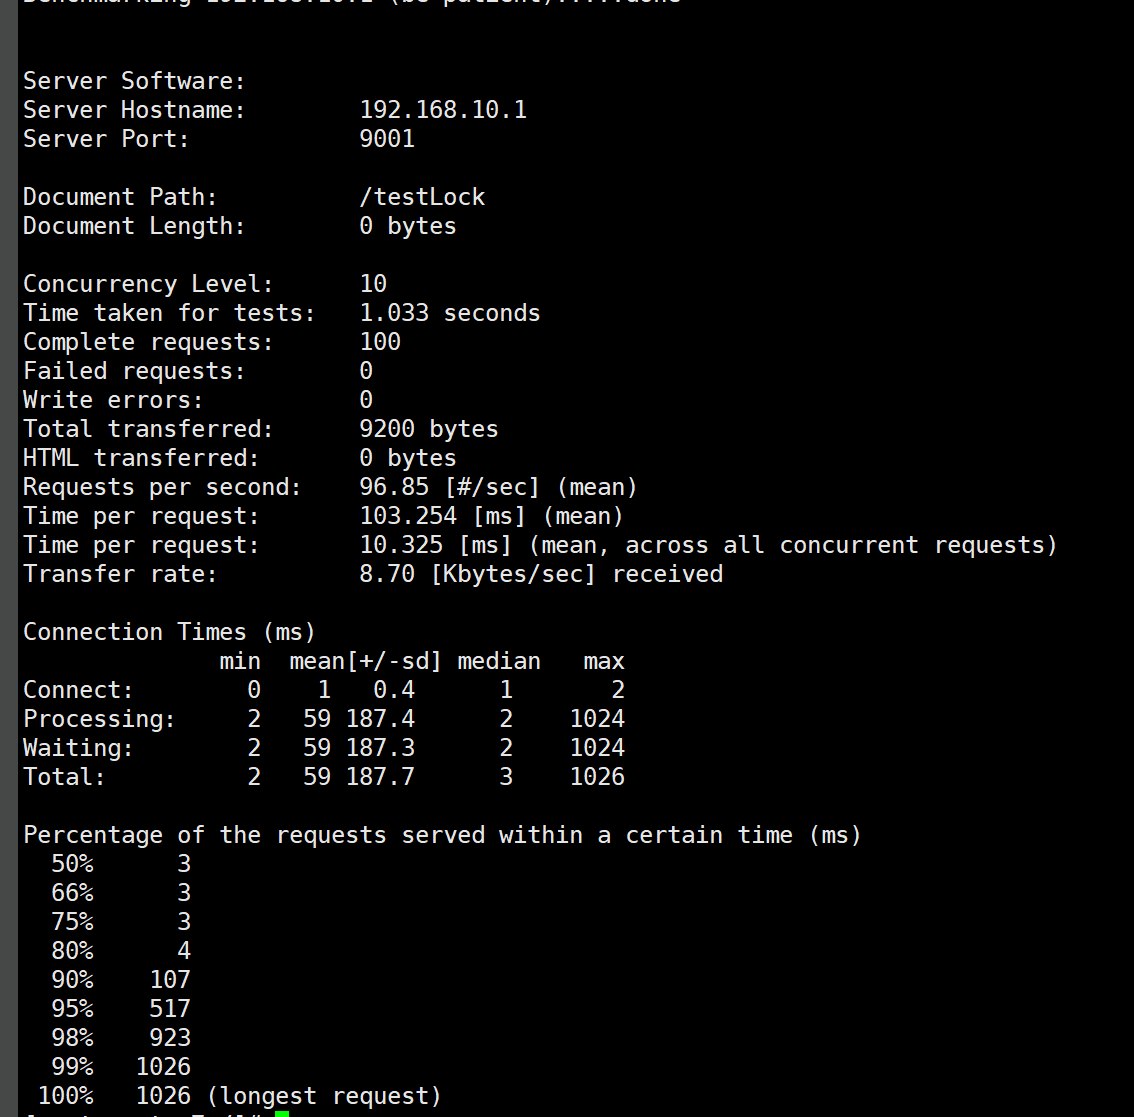 Server Software:
Server Hostname:        192.168.10.1
Server Port:            9001

Document Path:          /testLock
Document Length:        0 bytes

Concurrency Level:      10
Time taken for tests:   1.033 seconds
Complete requests:      100
Failed requests:        0
Write errors:           0
Total transferred:      9200 bytes
HTML transferred:       0 bytes
Requests per second:    96.85 [#/sec] (mean)
Time per request:       103.254 [ms] (mean)
Time per request:       10.325 [ms] (mean, across all concurrent requests)
Transfer rate:          8.70 [Kbytes/sec] received

Connection Times (ms)
              min  mean[+/-sd] median   max
Connect:        0    1   0.4      1       2
Processing:     2   59 187.4      2    1024
Waiting:        2   59 187.3      2    1024
Total:          2   59 187.7      3    1026

Percentage of the requests served within a certain time (ms)
  50%      3
  66%      3
  75%      3
  80%      4
  90%    107
  95%    517
  98%    923
  99%   1026
 100%   1026 (longest request)